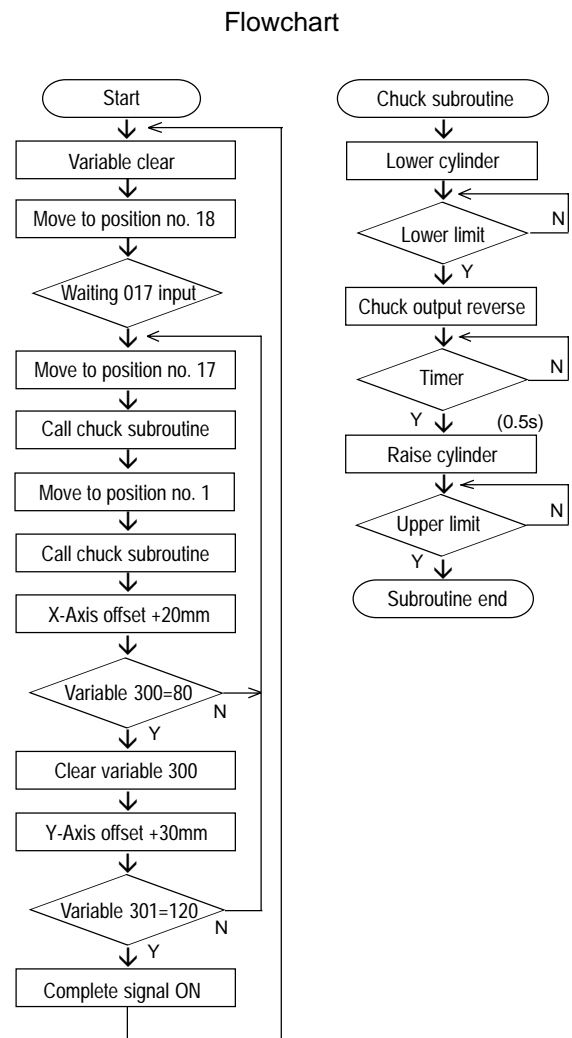 Flowchart
Start
Variable clear
Move to position no. 18
Waiting 017 input
Move to position no. 17
Call chuck subroutine
Move to position no. 1
Call chuck subroutine
X-Axis offset +20mm
Variable 300=80
N
Y
Clear variable 300
Y-Axis offset +30mm
Variable 301=120
N
Y
Complete signal ON
Chuck subroutine
Lower cylinder
Lower limit
N
Y
Chuck output reverse
Timer
N
Y
(0.5s)
Raise cylinder
Upper limit
N
Y
Subroutine end